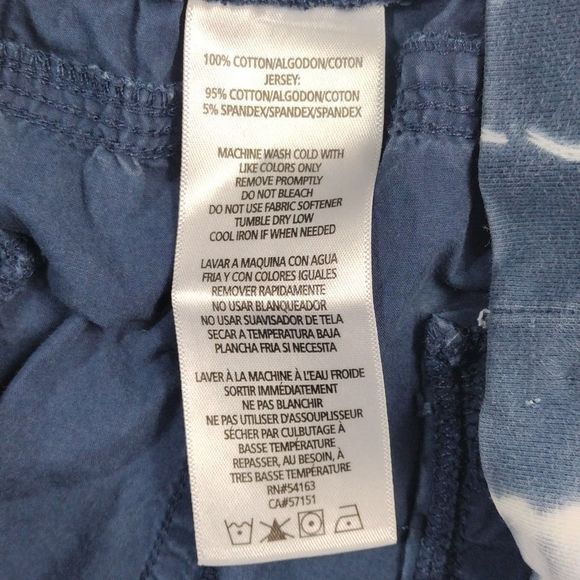 100% COTTON/ALGODON/COTON
JERSEY:
95% COTTON/ALGODON/COTON
5% SPANDEX/SPANDEX/SPANDEX
MACHINE WASH COLD WITH
LIKE COLORS ONLY
REMOVE PROMPTLY
DO NOT BLEACH
DO NOT USE FABRIC SOFTENER
TUMBLE DRY LOW
COOL IRON IF WHEN NEEDED
LAVAR A MAQUINA CON AGUA
FRIA Y CON COLORES IGUALES
REMOVER RAPIDAMENTE
NO USAR BLANQUEADOR
NO USAR SUAVISADOR DE TELA
SECAR A TEMPERATURA BAJA
PLANCHA FRIA SI NECESITA
LAVER À LA MACHINE À L'EAU FROIDE
SORTIR IMMÉDIATEMENT
NE PAS BLANCHIR
NE PAS UTILISER D'ASSOUPLISSEUR
SÉCHER PAR CULBUTAGE À
BASSE TEMPÉRATURE
REPASSER, AU BESOIN, À
TRES BASSE TEMPÉRATURE
RN#54163
CA#57151